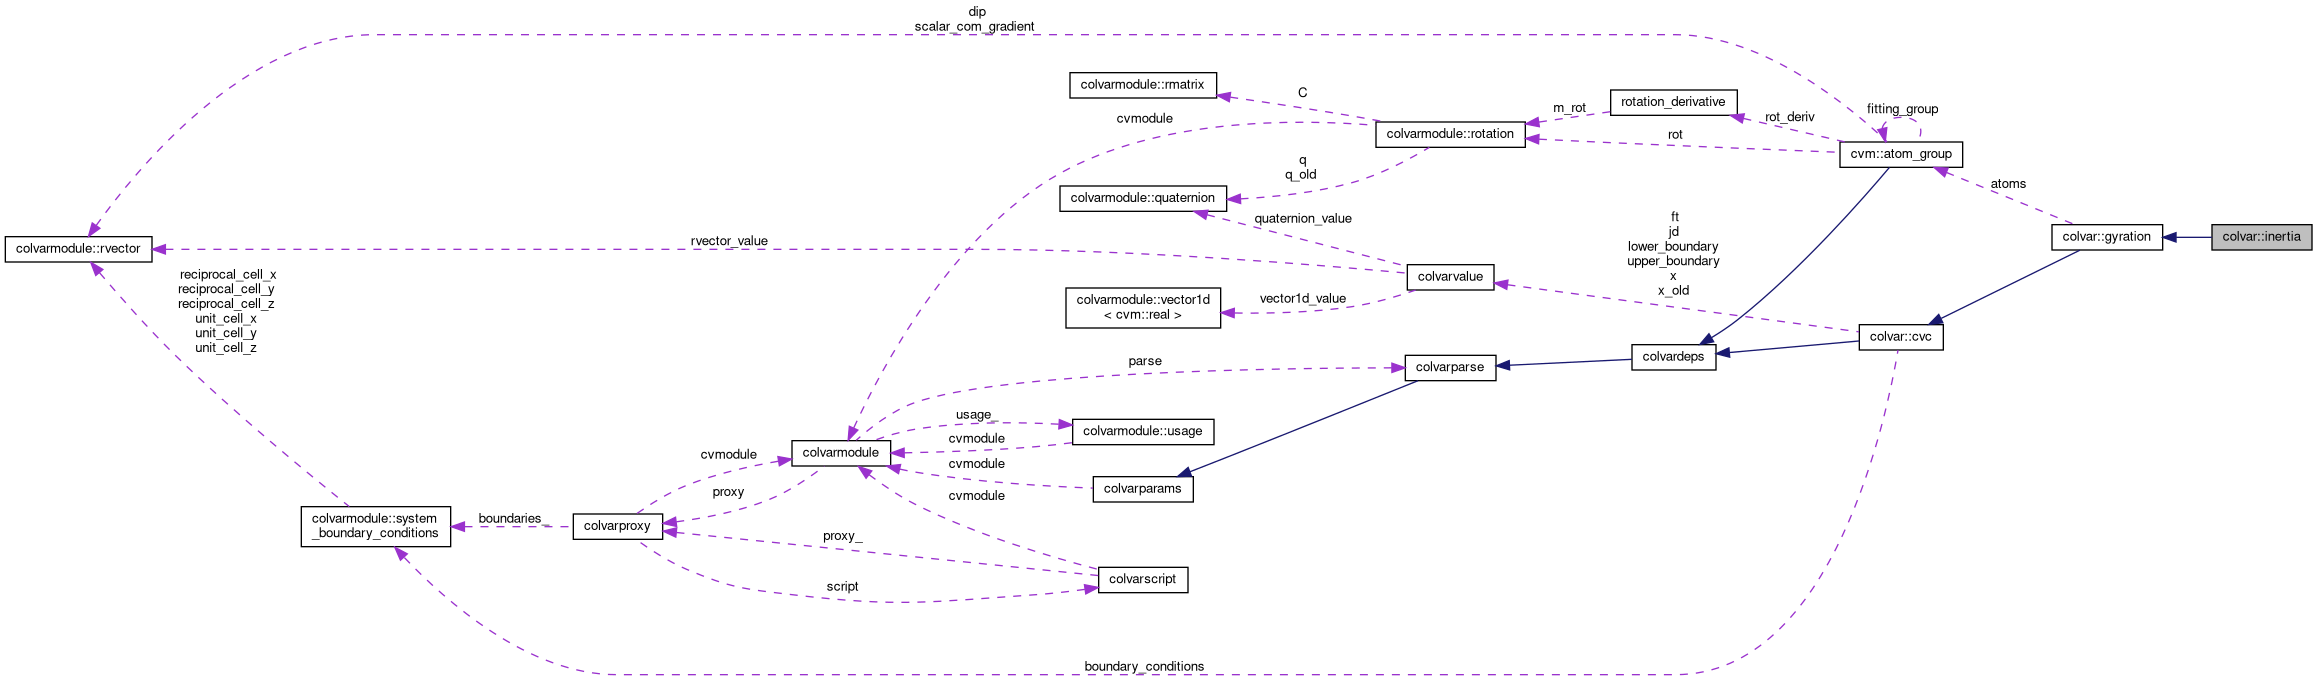 dip
scalar_com_gradient
colvarmodule::rmatrix
C
cvmodule
rotation_derivative
m_rot
rot_deriv
fitting_group
colvarmodule::rotation
rot
cvm::atom_group
q
q_old
atoms
colvarmodule::quaternion
quaternion_value
ft
jd
lower_boundary
upper_boundary
x
x_old
colvar::gyration
colvar::inertia
colvarmodule::rvector
rvector_value
reciprocal_cell_x
reciprocal_cell_y
reciprocal_cell_z
unit_cell_x
unit_cell_y
unit_cell_z
colvarvalue
colvarmodule::vector1d
< cvm::real >
vector1d_value
colvar::cvc
colvardeps
parse
colvarparse
usage_
colvarmodule::usage
cvmodule
colvarmodule
cvmodule
cvmodule
colvarparams
proxy
cvmodule
colvarmodule::system
_boundary_conditions
boundaries_
colvarproxy
proxy_
colvarscript
script
boundary_conditions